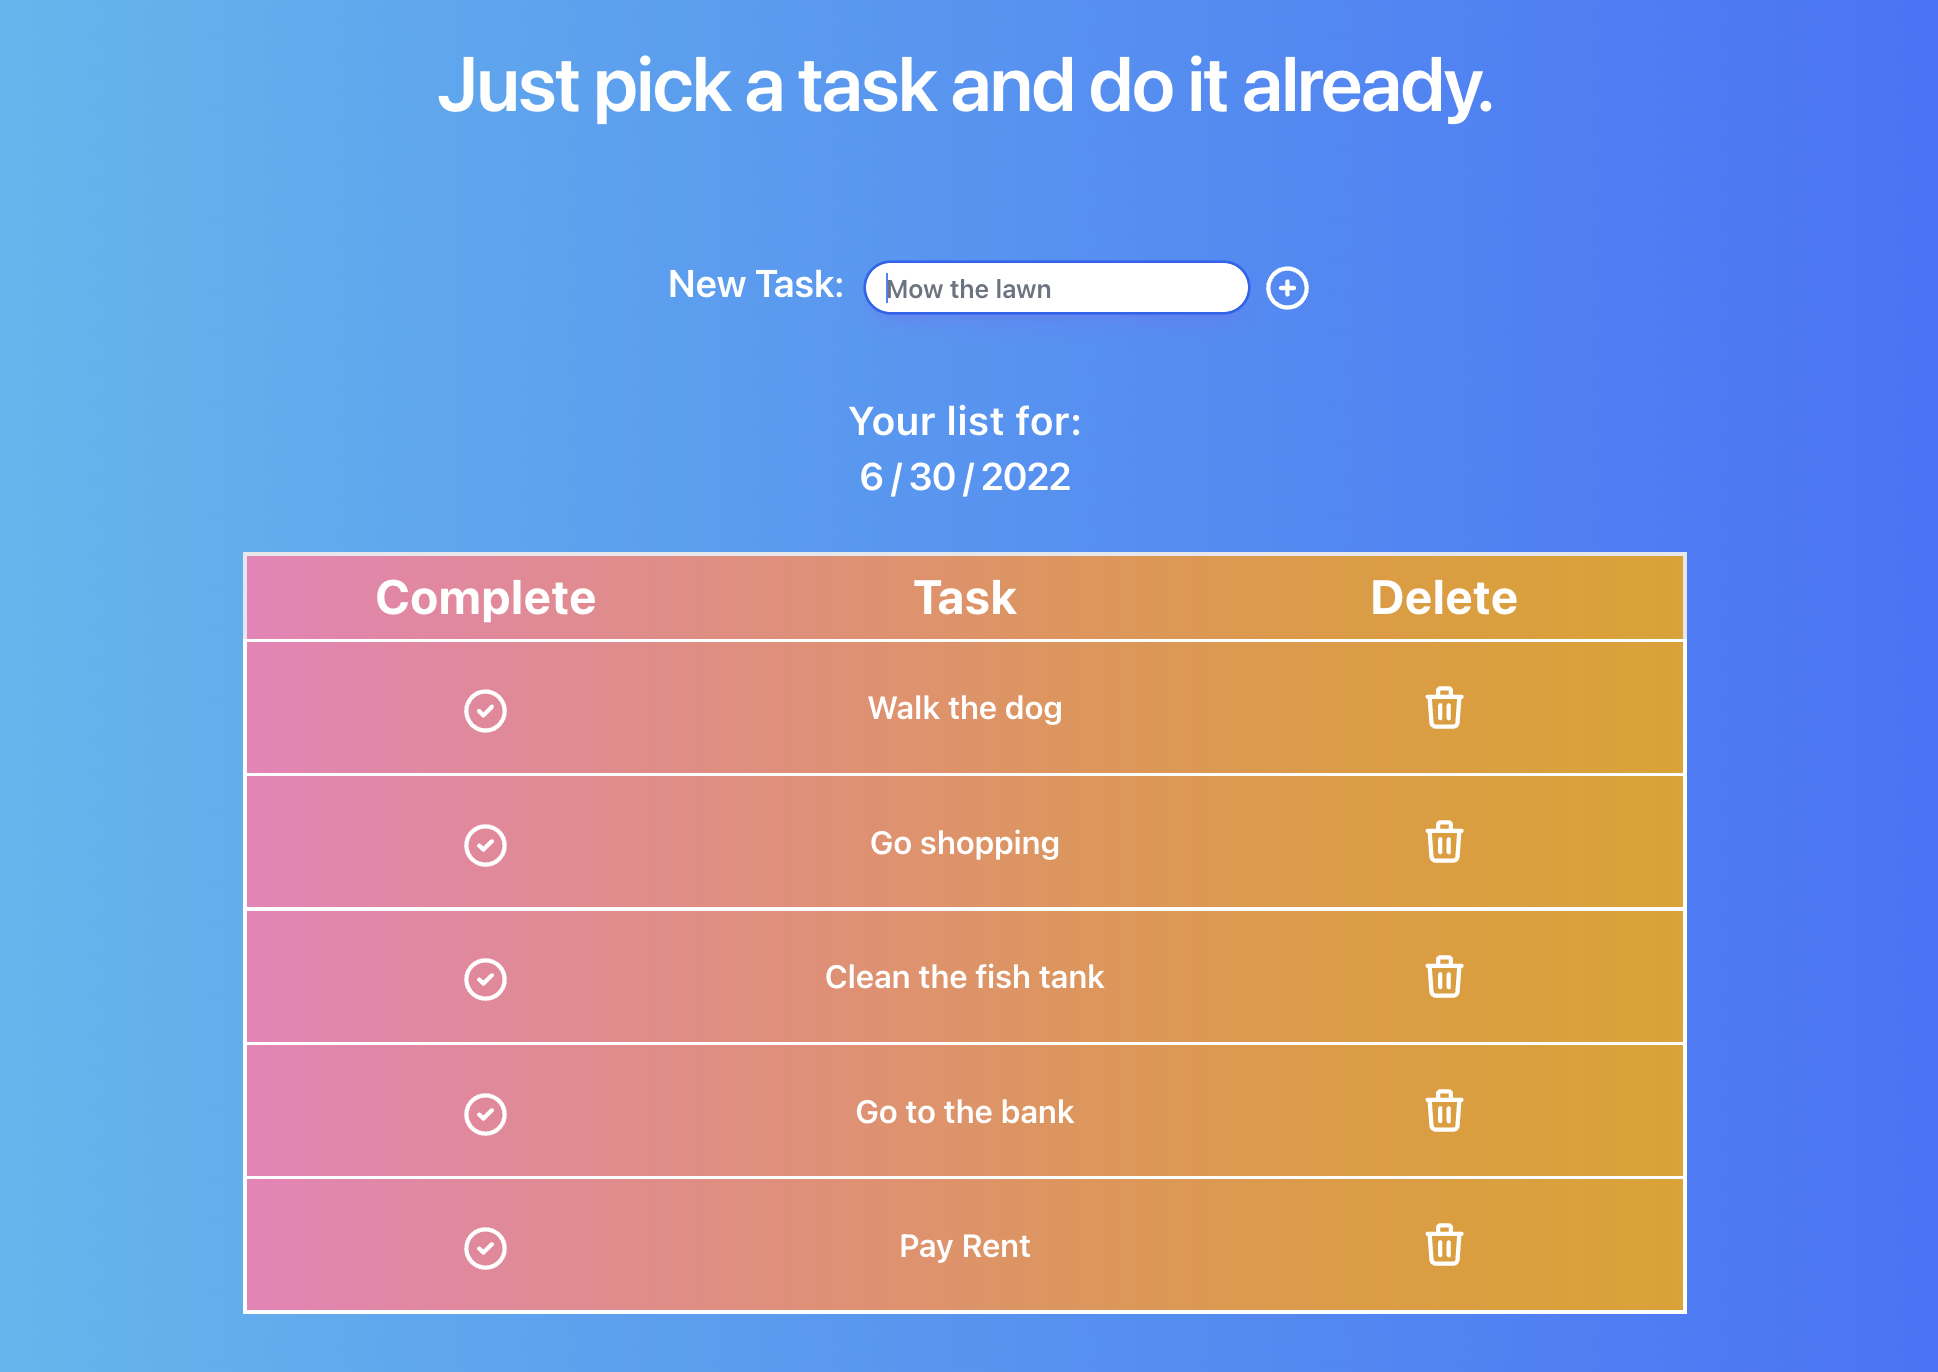 Just pick a task and do it already.
New Task: Mow the lawn
Your list for:
6 / 30 / 2022
Complete Task Delete
Walk the dog
Go shopping
Clean the fish tank
Go to the bank
Pay Rent